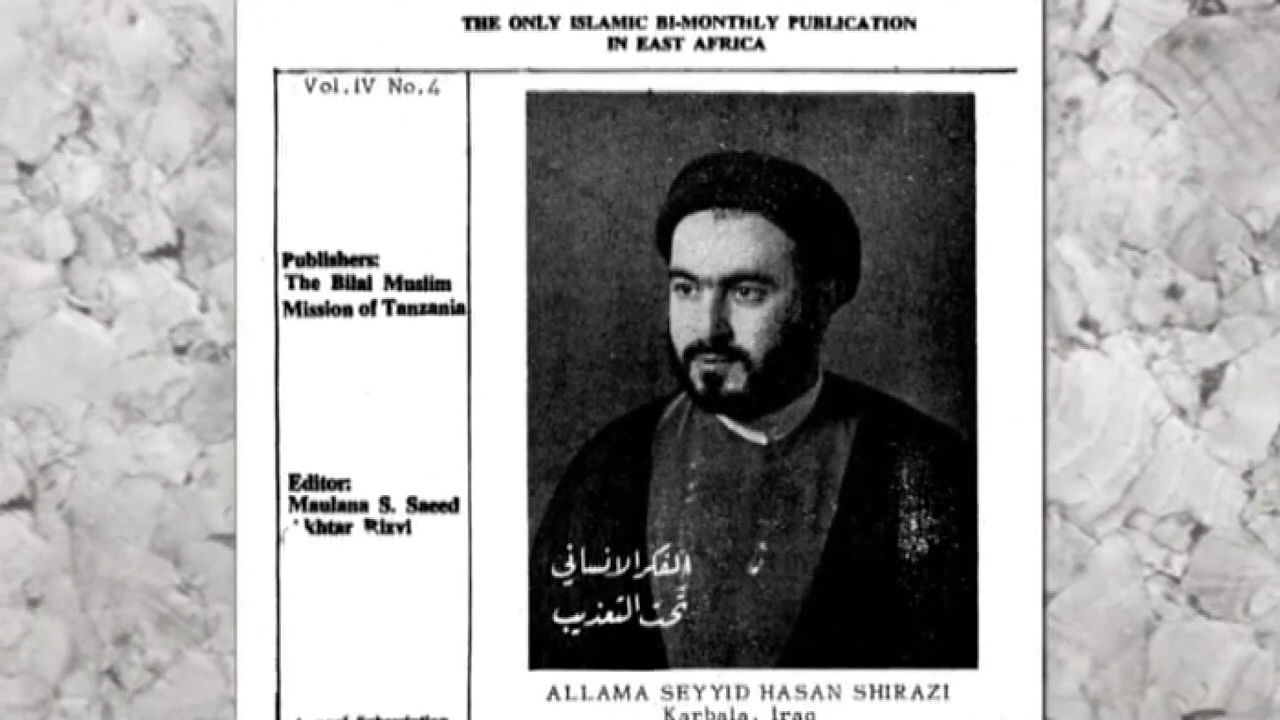 THE ONLY ISLAMIC BI-MONTHLY PUBLICATION
IN EAST AFRICA
Vol.IV No.4
Publishers:
The Bilal Muslim
Mission of Tanzania
Editor:
Maulana S. Saeed
Akhtar Rizvi
الفكر الانساني
تحت التعذيب
ALLAMA SEYYID HASAN SHIRAZI
Karbala, Iraq